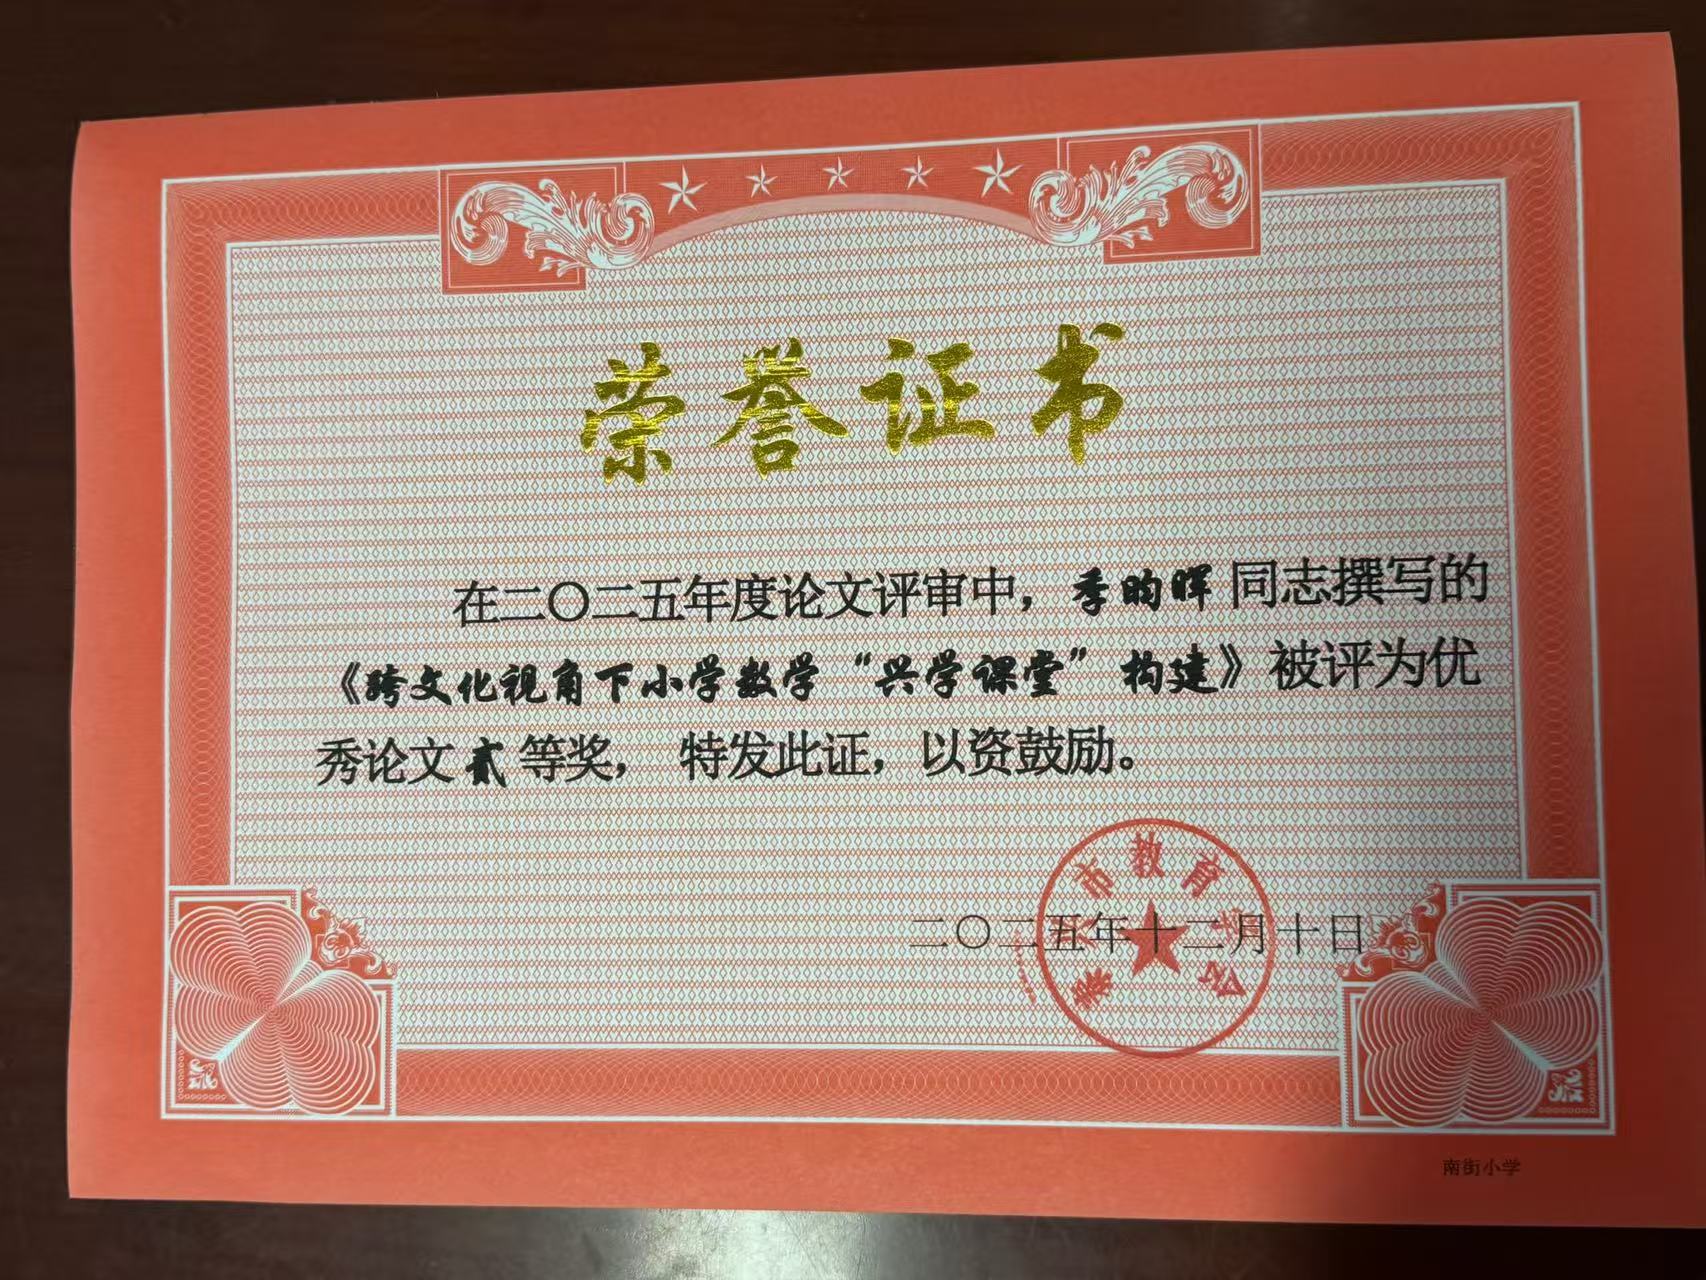 荣誉证书
在二〇二五年度论文评审中，季昀晖同志撰写的
《跨文化视角下小学数学“兴学课堂”构建》被评为优
秀论文贰等奖，特发此证，以资鼓励。
市教育学会
二〇二五年十二月十日
南街小学